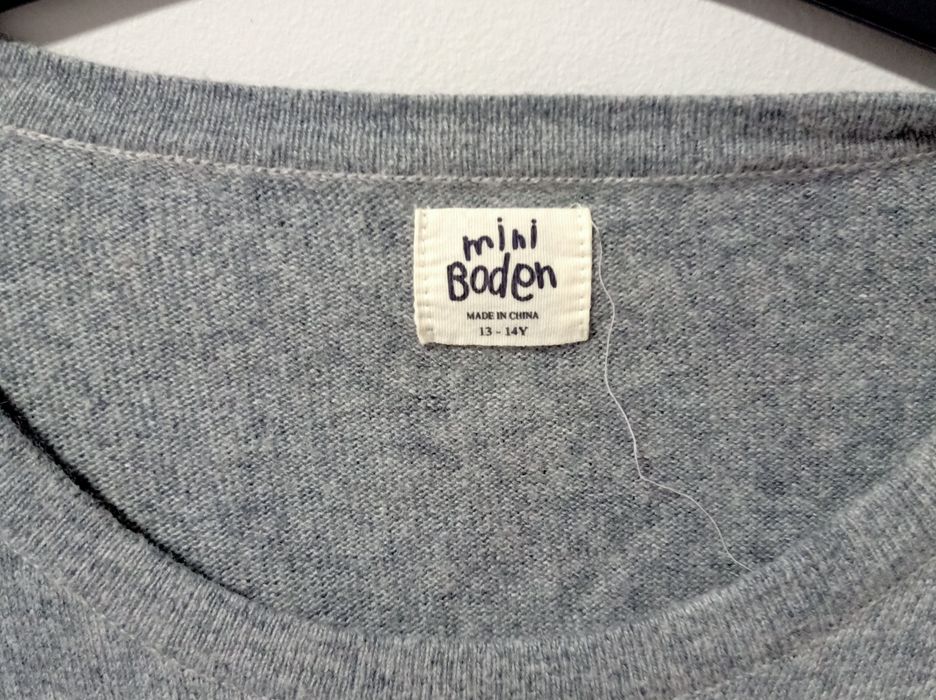 mini
Boden
MADE IN CHINA
13 - 14Y